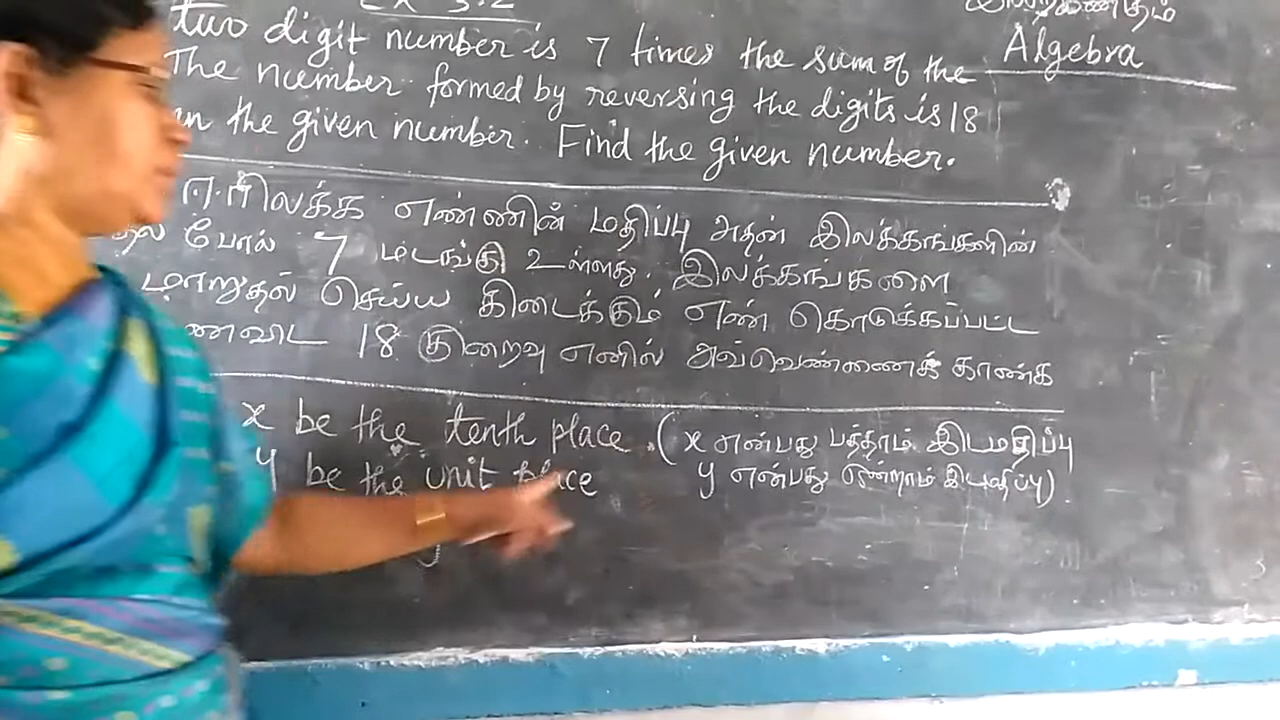 Ex 3.2
Algebra
two digit number is 7 times the sum of the
The number formed by reversing the digits is 18
the given number. Find the given number.
எண்ணின் மதிப்பு அதன் இலக்கங்களின்
போல் 7 மடங்கு உள்ளது. இலக்கங்களை
மாறுதல் செய்ய கிடைக்கும் எண் கொடுக்கப்பட்ட
18 குறைவு எனில் அவ்வெண்ணைக் காண்க
x be the tenth place. (x என்பது பத்தாம் இடமதிப்பு
y be the unit place y என்பது ஒன்றாம்
y